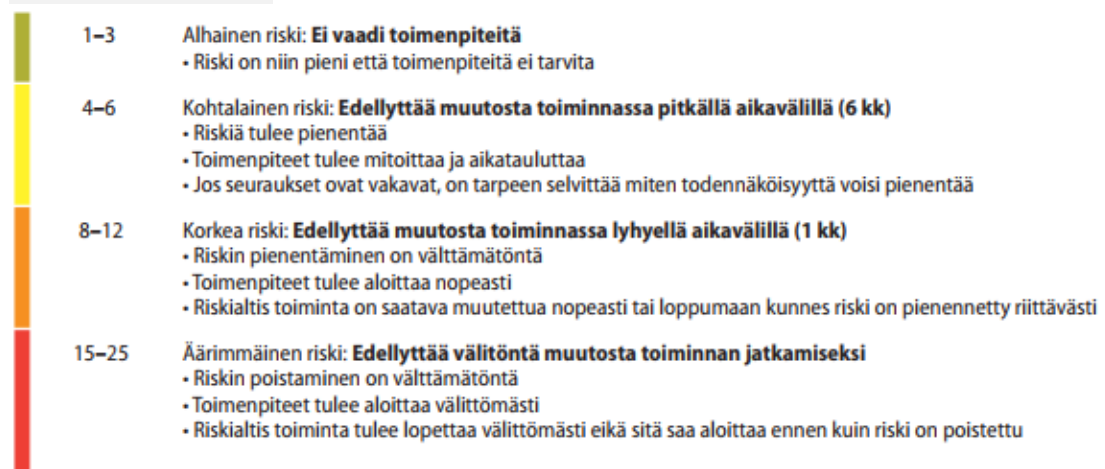 1–3 Alhainen riski: Ei vaadi toimenpiteitä
• Riski on niin pieni että toimenpiteitä ei tarvita
4–6 Kohtalainen riski: Edellyttää muutosta toiminnassa pitkällä aikavälillä (6 kk)
• Riskiä tulee pienentää
• Toimenpiteet tulee mitoittaa ja aikatauluttaa
• Jos seuraukset ovat vakavat, on tarpeen selvittää miten todennäköisyyttä voisi pienentää
8–12 Korkea riski: Edellyttää muutosta toiminnassa lyhyellä aikavälillä (1 kk)
• Riskin pienentäminen on välttämätöntä
• Toimenpiteet tulee aloittaa nopeasti
• Riskialtis toiminta on saatava muutettua nopeasti tai loppumaan kunnes riski on pienennetty riittävästi
15–25 Äärimmäinen riski: Edellyttää välitöntä muutosta toiminnan jatkamiseksi
• Riskin poistaminen on välttämätöntä
• Toimenpiteet tulee aloittaa välittömästi
• Riskialtis toiminta tulee lopettaa välittömästi eikä sitä saa aloittaa ennen kuin riski on poistettu